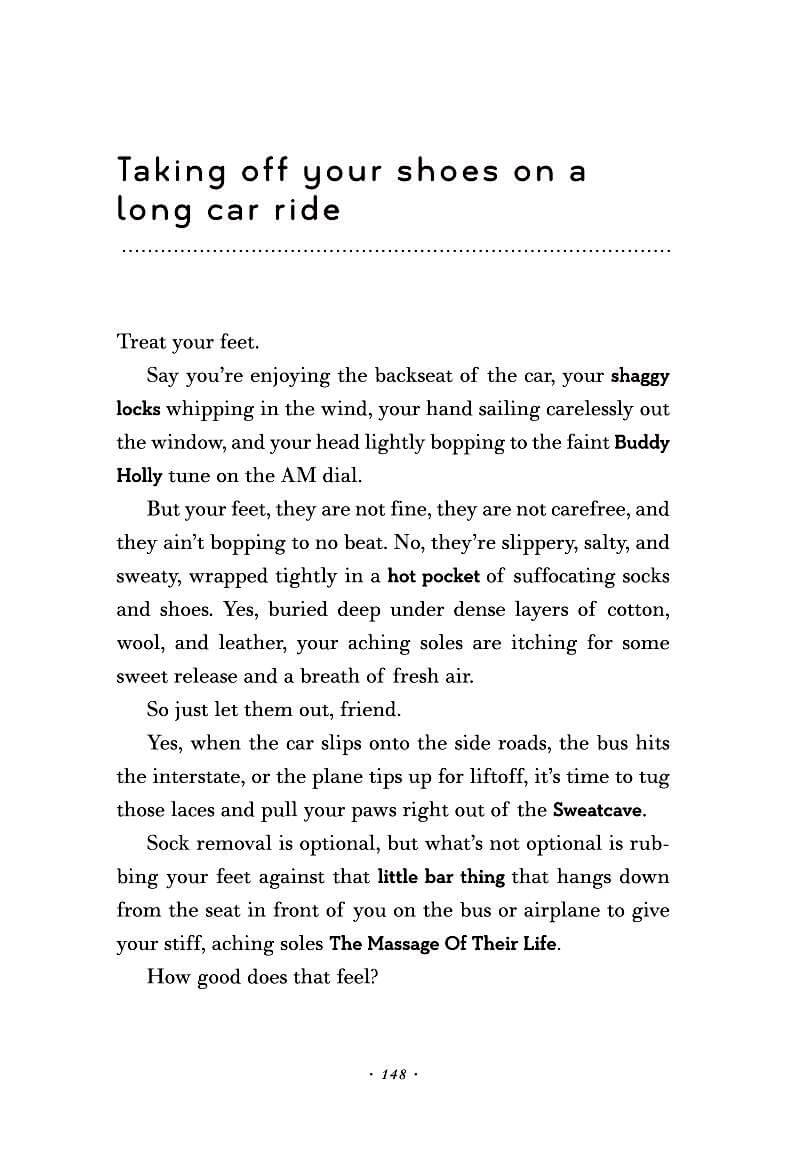 Taking off your shoes on a
long car ride
Treat your feet.
Say you're enjoying the backseat of the car, your shaggy
locks whipping in the wind, your hand sailing carelessly out
the window, and your head lightly bopping to the faint Buddy
Holly tune on the AM dial.
But your feet, they are not fine, they are not carefree, and
they ain't bopping to no beat. No, they're slippery, salty, and
sweaty, wrapped tightly in a hot pocket of suffocating socks
and shoes. Yes, buried deep under dense layers of cotton,
wool, and leather, your aching soles are itching for some
sweet release and a breath of fresh air.
So just let them out, friend.
Yes, when the car slips onto the side roads, the bus hits
the interstate, or the plane tips up for liftoff, it's time to tug
those laces and pull your paws right out of the Sweatcave.
Sock removal is optional, but what's not optional is rub-
bing your feet against that little bar thing that hangs down
from the seat in front of you on the bus or airplane to give
your stiff, aching soles The Massage Of Their Life.
How good does that feel?
· 148 ·